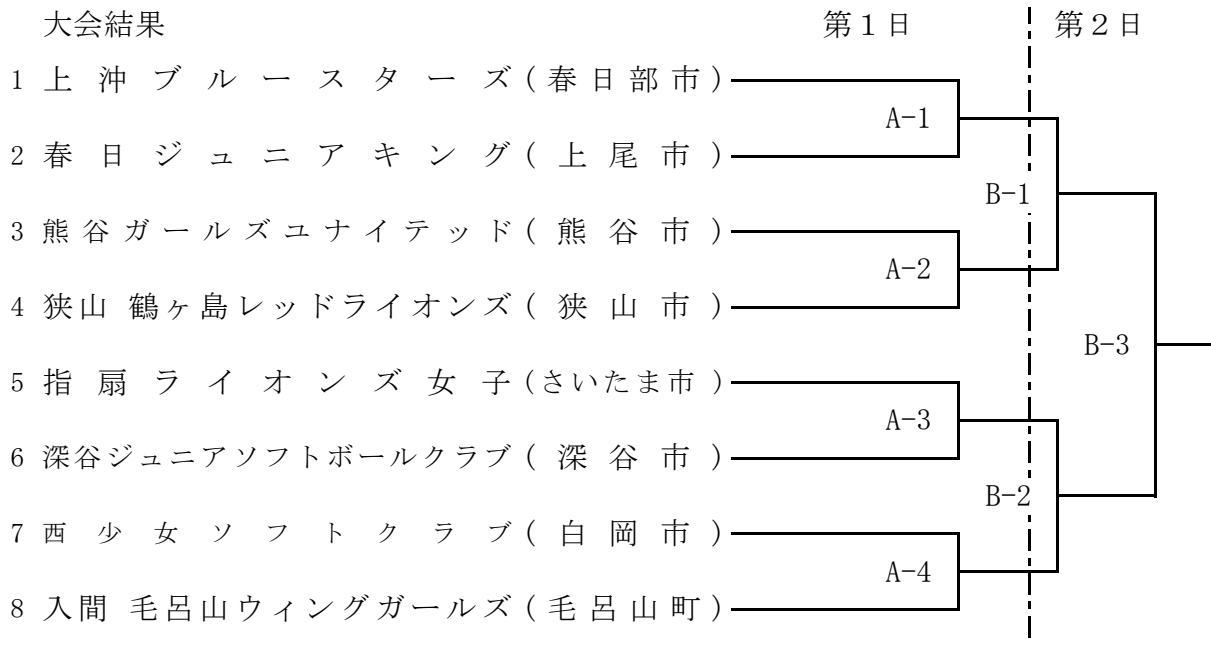 大会結果 第1日 第2日
1 上沖ブルースターズ(春日部市)
A-1
2 春日ジュニアキング(上尾市)
B-1
3 熊谷ガールズユナイテッド(熊谷市)
A-2
4 狭山 鶴ヶ島レッドライオンズ(狭山市)
B-3
5 指扇ライオンズ女子(さいたま市)
A-3
6 深谷ジュニアソフトボールクラブ(深谷市)
B-2
7 西少女ソフトクラブ(白岡市)
A-4
8 入間 毛呂山ウィングガールズ(毛呂山町)